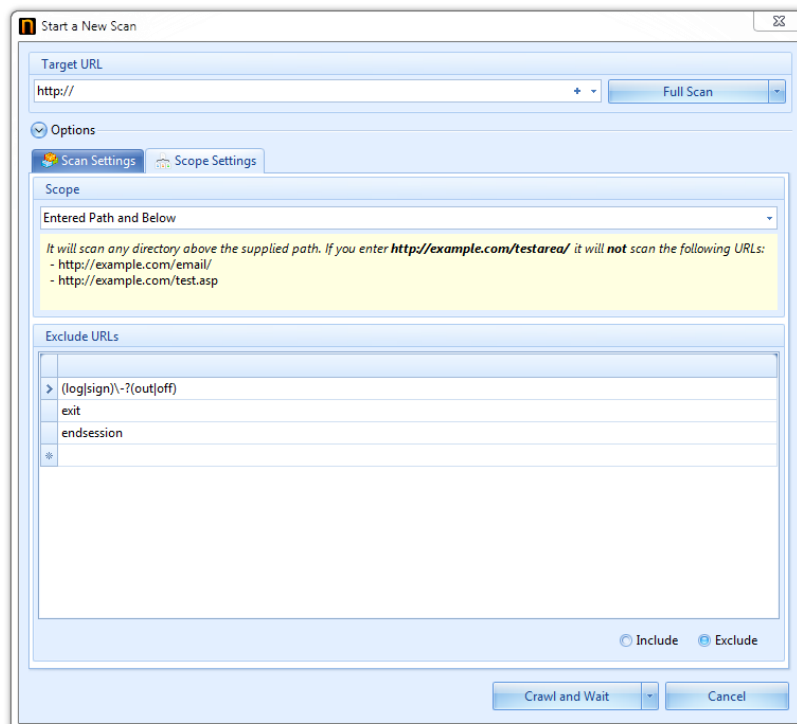 Start a New Scan
Target URL
http://
Full Scan
Options
Scan Settings
Scope Settings
Scope
Entered Path and Below
It will scan any directory above the supplied path. If you enter http://example.com/testarea/ it will not scan the following URLs:
- http://example.com/email/
- http://example.com/test.asp
Exclude URLs
(log|sign)\-?(out|off)
exit
endsession
Include Exclude
Crawl and Wait Cancel